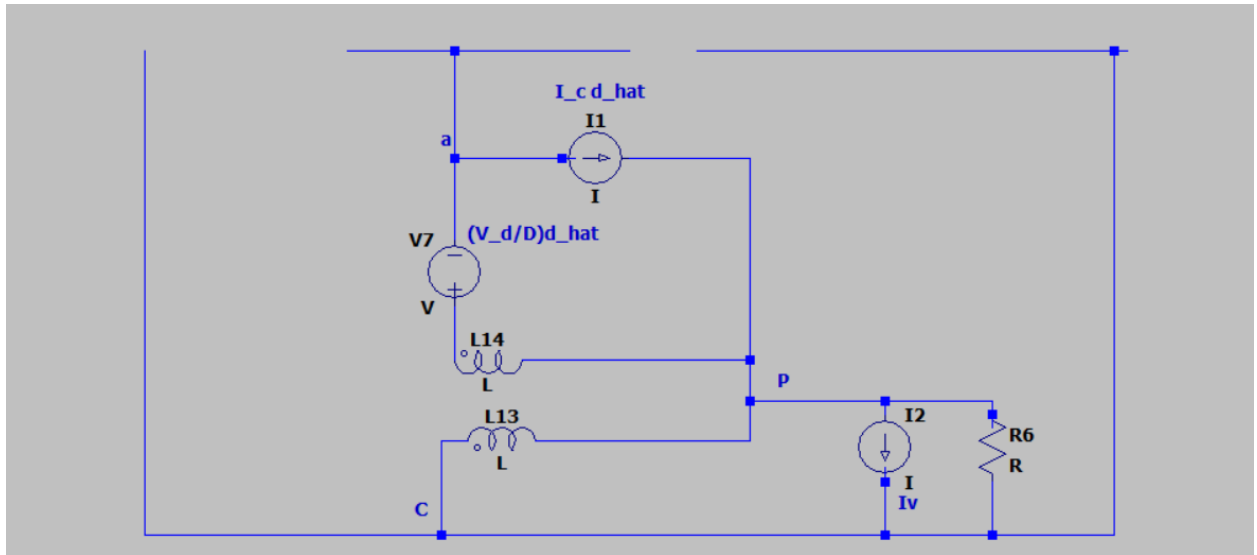 I_c d_hat
I1
a
I
V7
(V_d/D)d_hat
V
L14
L
P
L13
L
I2
R6
I
R
C
Iv